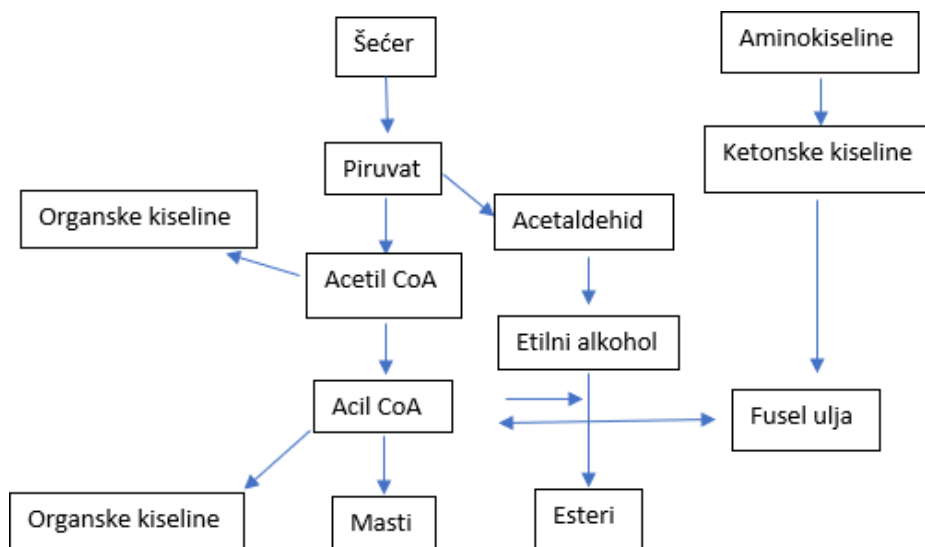 Šećer
Aminokiseline
Piruvat
Ketonske kiseline
Organske kiseline
Acetaldehid
Acetil CoA
Etilni alkohol
Acil CoA
Fusel ulja
Organske kiseline
Masti
Esteri